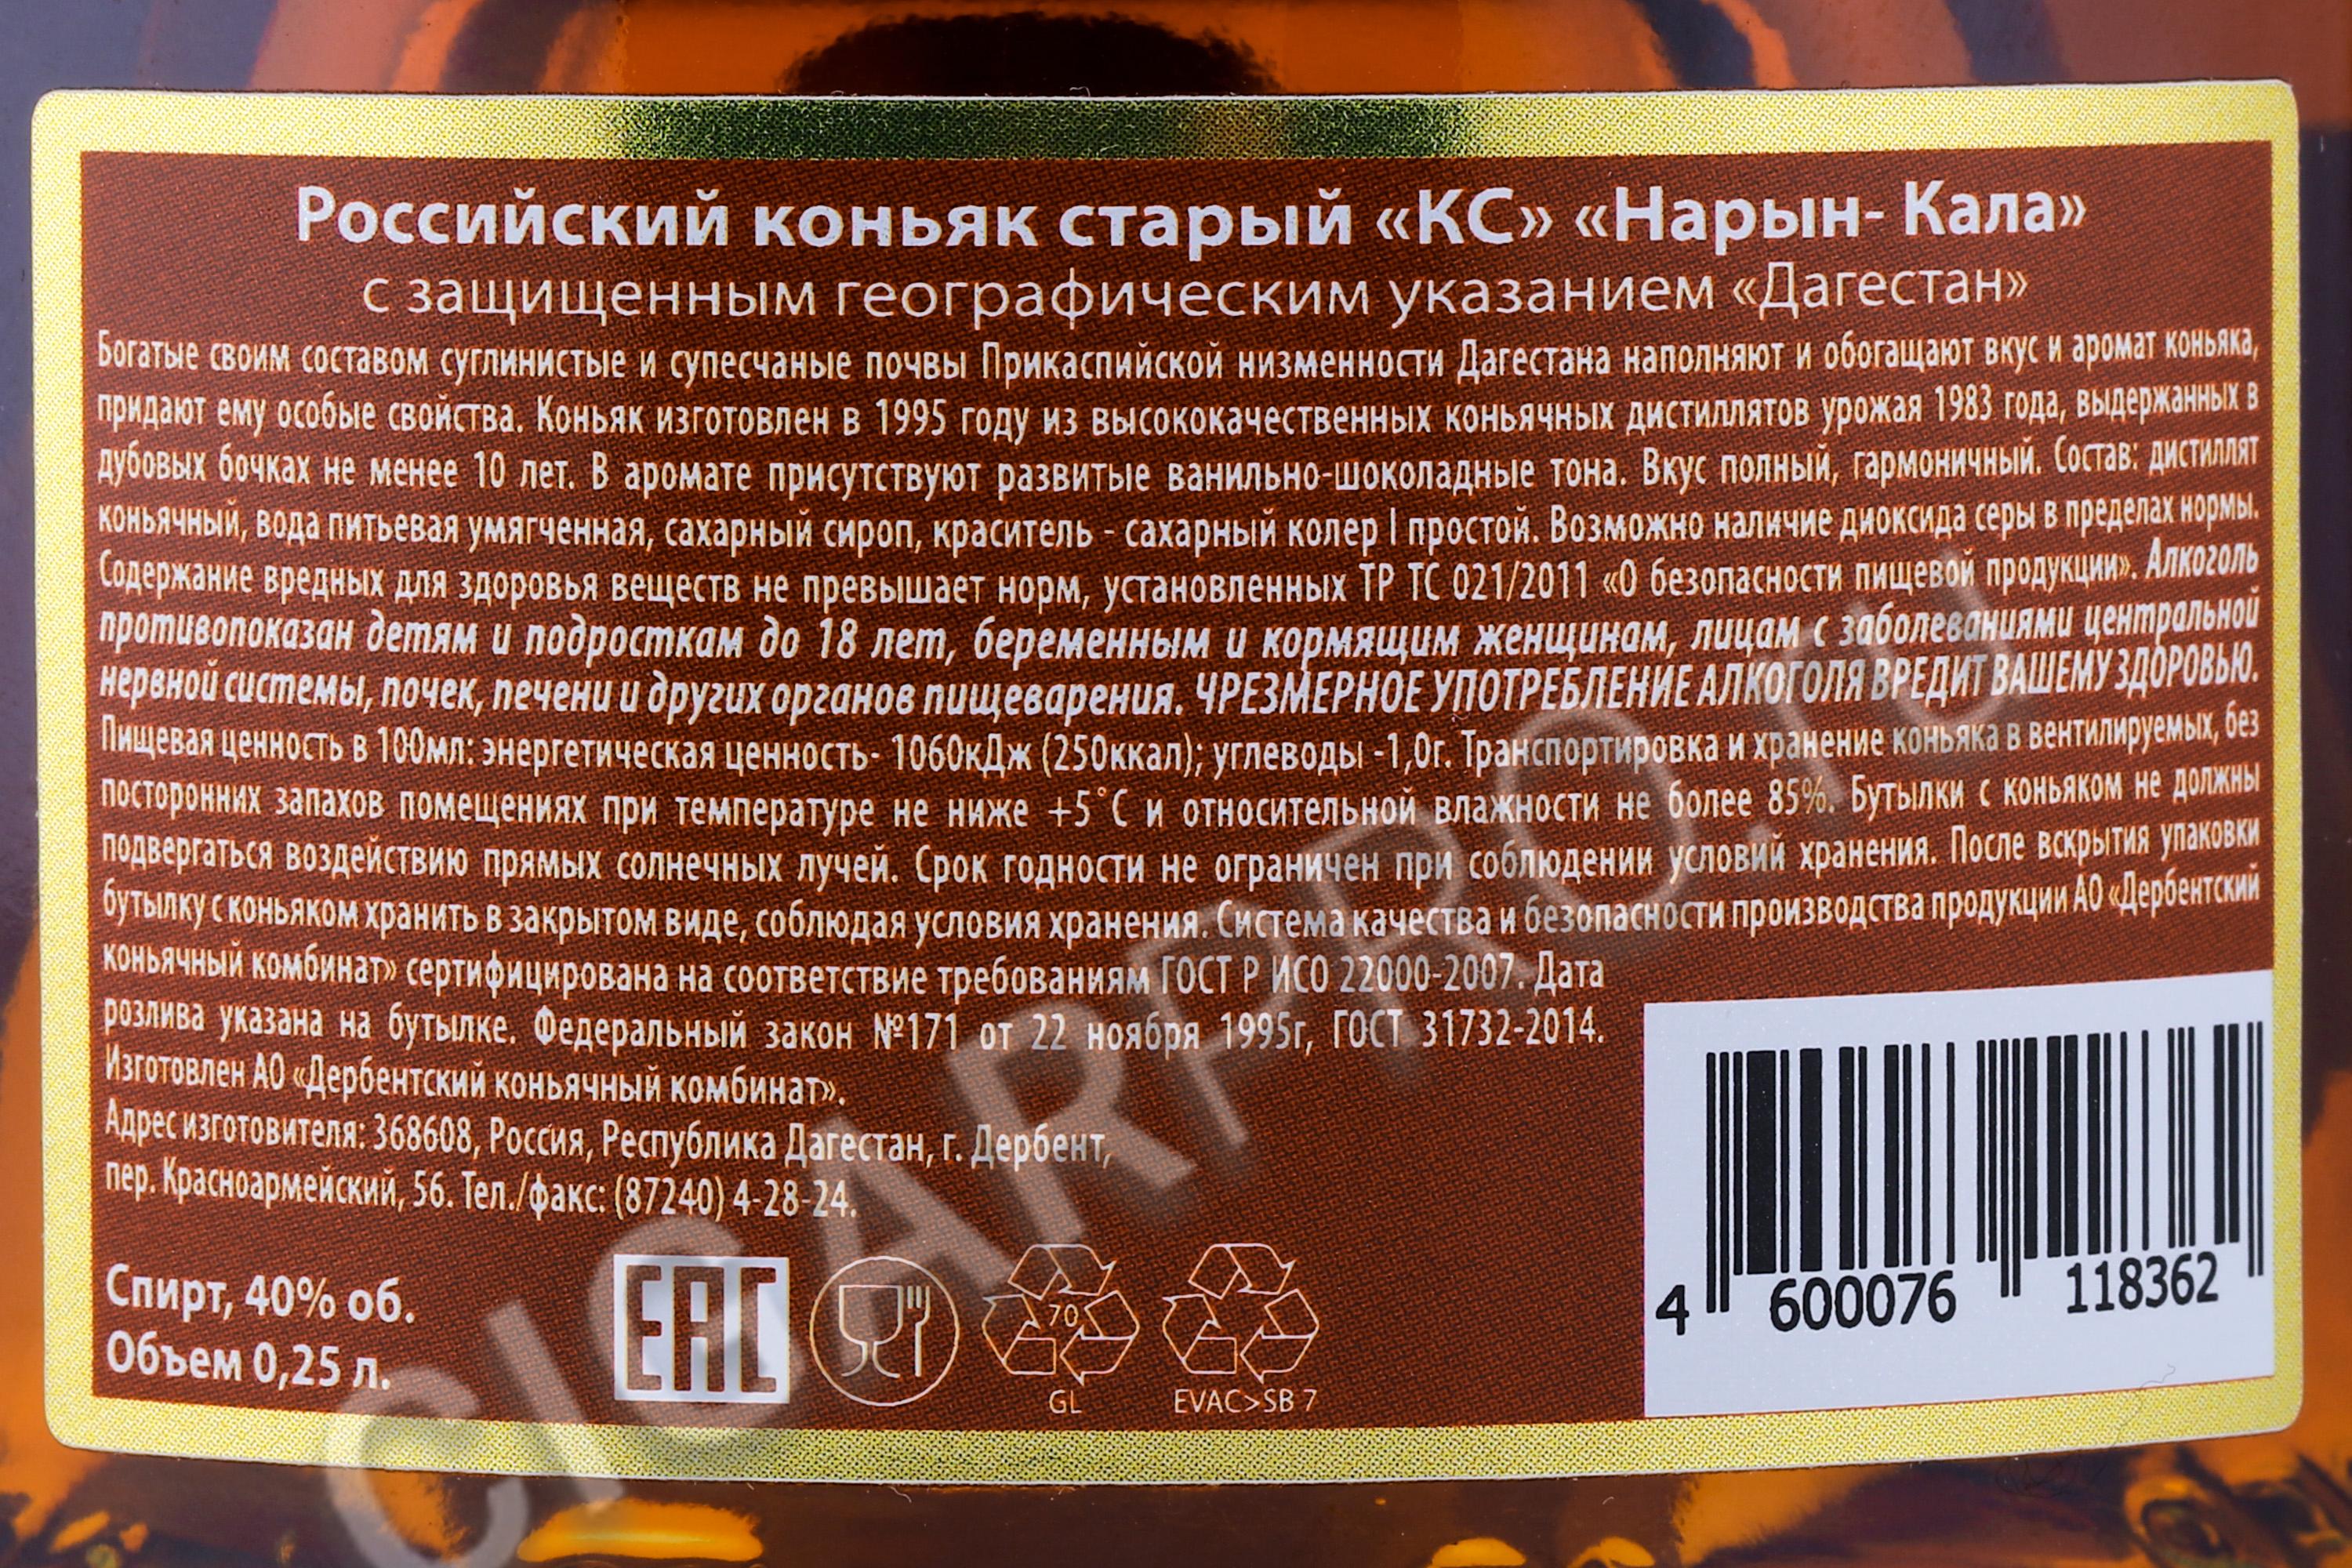 Российский коньяк старый «КС» «Нарын- Кала»
с защищенным географическим указанием «Дагестан»
Богатые своим составом суглинистые и супесчаные почвы Прикаспийской низменности Дагестана наполняют и обогащают вкус и аромат коньяка,
придают ему особые свойства. Коньяк изготовлен в 1995 году из высококачественных коньячных дистиллятов урожая 1983 года, выдержанных в
дубовых бочках не менее 10 лет. В аромате присутствуют развитые ванильно-шоколадные тона. Вкус полный, гармоничный. Состав: дистиллят
коньячный, вода питьевая умягченная, сахарный сироп, краситель - сахарный колер I простой. Возможно наличие диоксида серы в пределах нормы.
Содержание вредных для здоровья веществ не превышает норм, установленных ТР ТС 021/2011 «О безопасности пищевой продукции». Алкоголь
противопоказан детям и подросткам до 18 лет, беременным и кормящим женщинам, лицам с заболеваниями центральной
нервной системы, почек, печени и других органов пищеварения. ЧРЕЗМЕРНОЕ УПОТРЕБЛЕНИЕ АЛКОГОЛЯ ВРЕДИТ ВАШЕМУ ЗДОРОВЬЮ.
Пищевая ценность в 100мл: энергетическая ценность- 1060кДж (250ккал); углеводы -1,0г. Транспортировка и хранение коньяка в вентилируемых, без
посторонних запахов помещениях при температуре не ниже +5˚С и относительной влажности не более 85%. Бутылки с коньяком не должны
подвергаться воздействию прямых солнечных лучей. Срок годности не ограничен при соблюдении условий хранения. После вскрытия упаковки
бутылку с коньяком хранить в закрытом виде, соблюдая условия хранения. Система качества и безопасности производства продукции АО «Дербентский
коньячный комбинат» сертифицирована на соответствие требованиям ГОСТ Р ИСО 22000-2007. Дата
розлива указана на бутылке. Федеральный закон №171 от 22 ноября 1995г, ГОСТ 31732-2014.
Изготовлен АО «Дербентский коньячный комбинат».
Адрес изготовителя: 368608, Россия, Республика Дагестан, г. Дербент,
пер. Красноармейский, 56. Тел./факс: (87240) 4-28-24.
Спирт, 40% об.
Объем 0,25 л.
EAC
70
GL
EVAC>SB 7
4 600076 118362
CIGARPRO.ru